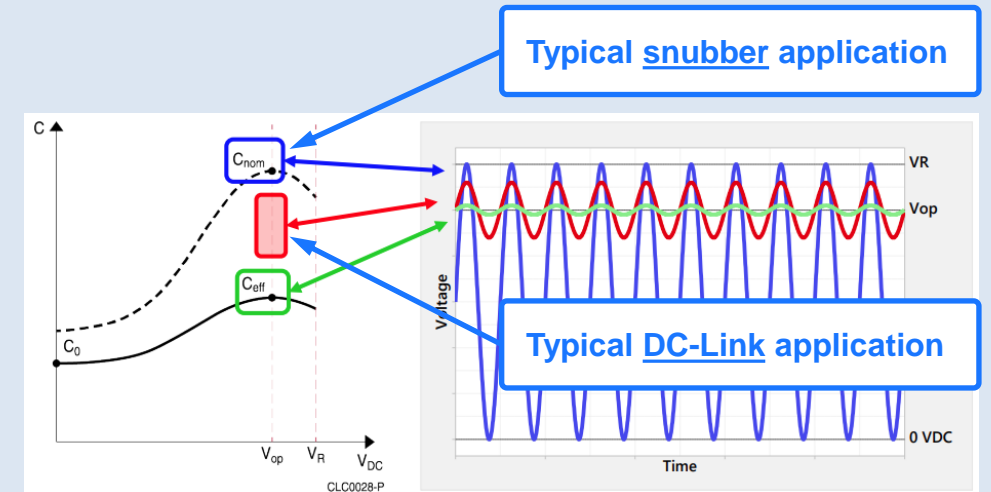 Typical snubber application
C
Cnom
Ceff
C0
Vop
VR
VDC
CLC0028-P
VR
Vop
Voltage
Typical DC-Link application
0 VDC
Time